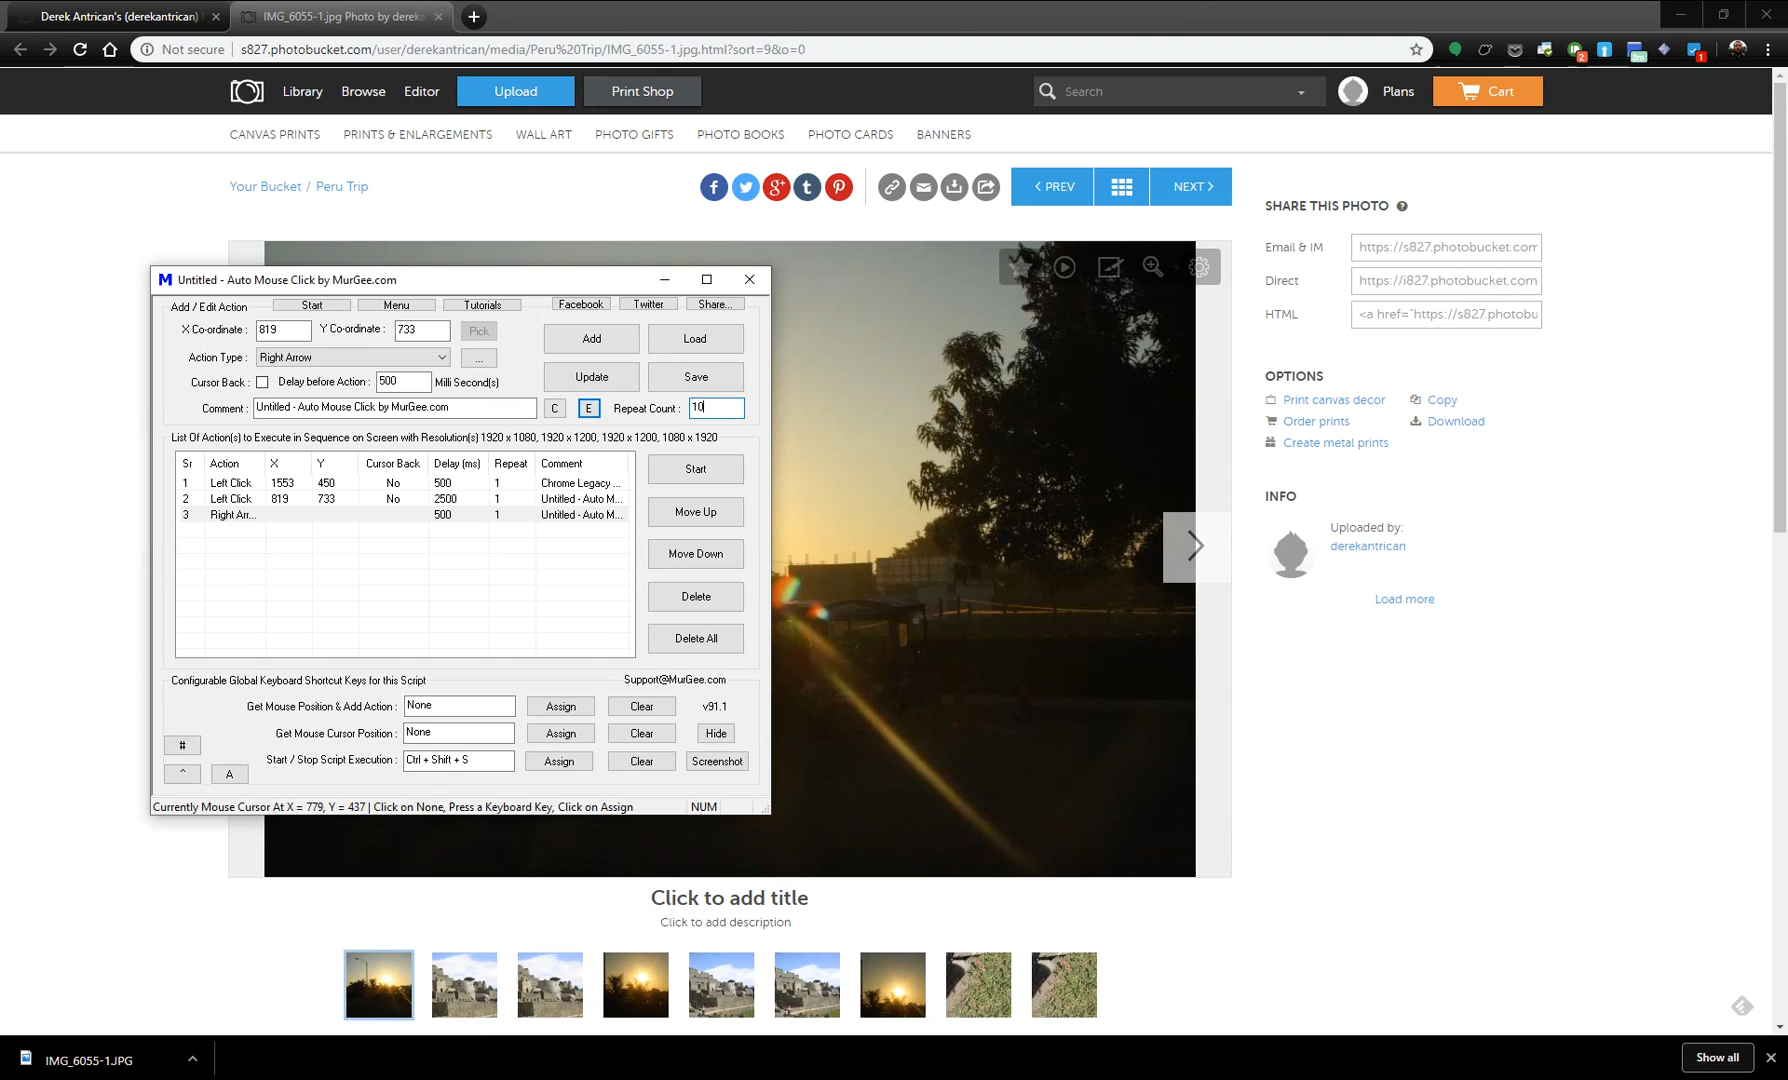 Derek Antrican's (derekantrican)
IMG_6055-1.jpg Photo by dereka
Not secure
s827.photobucket.com/user/derekantrican/media/Peru%20Trip/IMG_6055-1.jpg.html?sort=9&o=0
Library
Browse
Editor
Upload
Print Shop
Search
Plans
Cart
CANVAS PRINTS
PRINTS & ENLARGEMENTS
WALL ART
PHOTO GIFTS
PHOTO BOOKS
PHOTO CARDS
BANNERS
Your Bucket / Peru Trip
PREV
NEXT
SHARE THIS PHOTO
Email & IM
https://s827.photobucket.com
Direct
https://i827.photobucket.com
HTML
<a href="https://s827.photobu
OPTIONS
Print canvas decor
Copy
Order prints
Download
Create metal prints
INFO
Uploaded by:
derekantrican
Load more
M Untitled - Auto Mouse Click by MurGee.com
Add / Edit Action
Start
Menu
Tutorials
Facebook
Twitter
Share...
X Co-ordinate :
819
Y Co-ordinate :
733
Pick
Add
Load
Action Type :
Right Arrow
...
Cursor Back :
Delay before Action :
500
Milli Second(s)
Update
Save
Comment :
Untitled - Auto Mouse Click by MurGee.com
C
E
Repeat Count :
10
List Of Action(s) to Execute in Sequence on Screen with Resolution(s) 1920 x 1080, 1920 x 1200, 1920 x 1200, 1080 x 1920
Sr Action X Y Cursor Back Delay (ms) Repeat Comment
1 Left Click 1553 450 No 500 1 Chrome Legacy ...
2 Left Click 819 733 No 2500 1 Untitled - Auto M...
3 Right Arr... 500 1 Untitled - Auto M...
Start
Move Up
Move Down
Delete
Delete All
Configurable Global Keyboard Shortcut Keys for this Script
Support@MurGee.com
Get Mouse Position & Add Action :
None
Assign
Clear
v91.1
Get Mouse Cursor Position :
None
Assign
Clear
Hide
#
Start / Stop Script Execution :
Ctrl + Shift + S
Assign
Clear
Screenshot
^
A
Currently Mouse Cursor At X = 779, Y = 437 | Click on None, Press a Keyboard Key, Click on Assign
NUM
Click to add title
Click to add description
IMG_6055-1.JPG
Show all